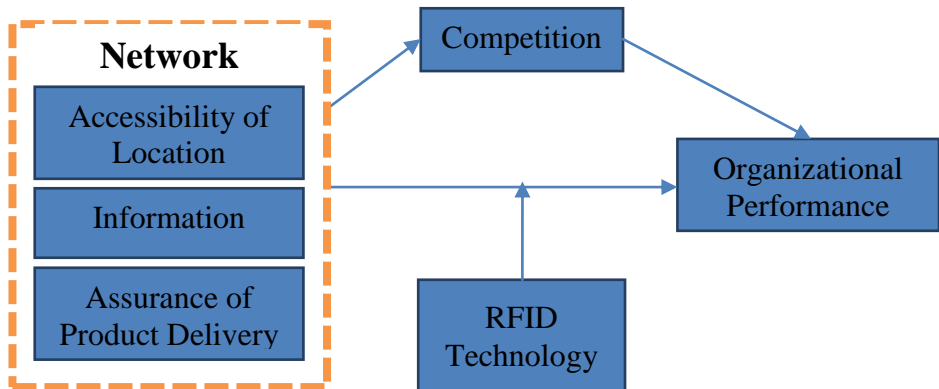 Network
Accessibility of
Location
Information
Assurance of
Product Delivery
Competition
Organizational
Performance
RFID
Technology